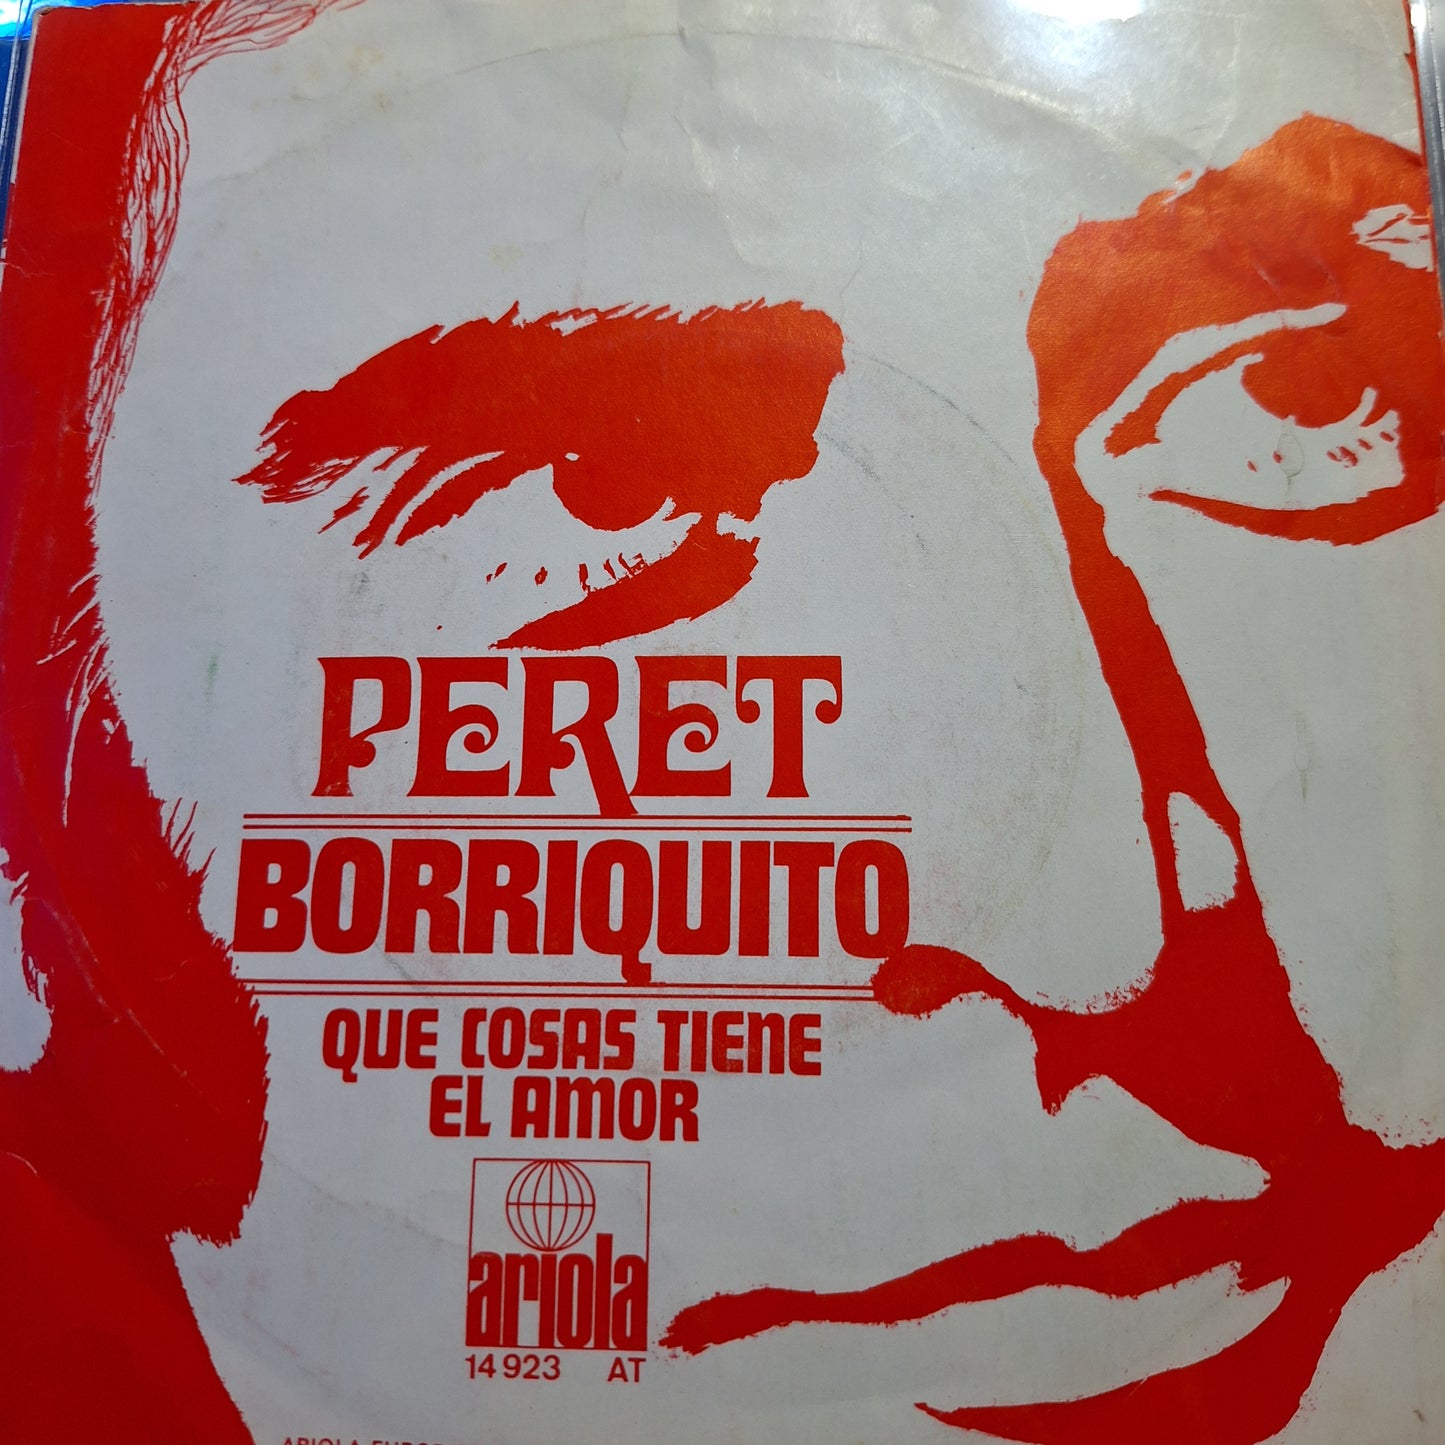 PERET
BORRIQUITO
QUE COSAS TIENE
EL AMOR
ariola
14 923 AT